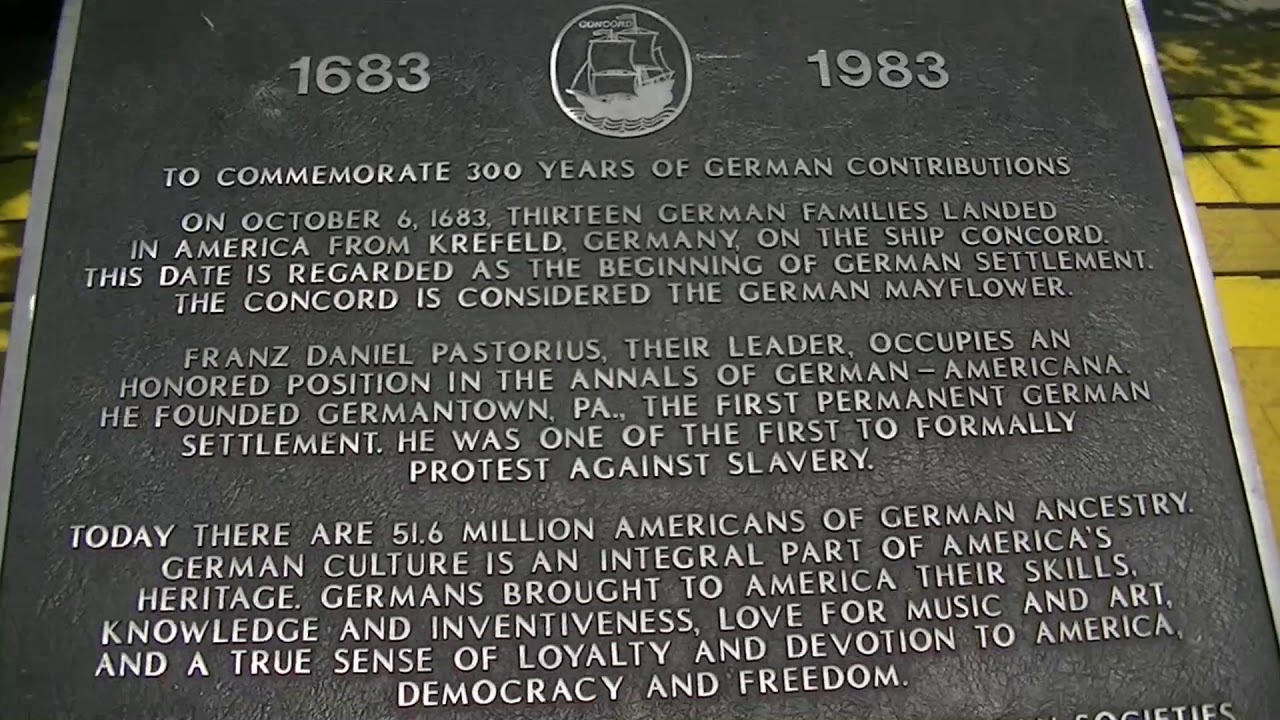 CONCORD
1683 1983
TO COMMEMORATE 300 YEARS OF GERMAN CONTRIBUTIONS
ON OCTOBER 6, 1683, THIRTEEN GERMAN FAMILIES LANDED
IN AMERICA FROM KREFELD, GERMANY, ON THE SHIP CONCORD.
THIS DATE IS REGARDED AS THE BEGINNING OF GERMAN SETTLEMENT.
THE CONCORD IS CONSIDERED THE GERMAN MAYFLOWER.
FRANZ DANIEL PASTORIUS, THEIR LEADER, OCCUPIES AN
HONORED POSITION IN THE ANNALS OF GERMAN – AMERICANA.
HE FOUNDED GERMANTOWN, PA., THE FIRST PERMANENT GERMAN
SETTLEMENT. HE WAS ONE OF THE FIRST TO FORMALLY
PROTEST AGAINST SLAVERY.
TODAY THERE ARE 51.6 MILLION AMERICANS OF GERMAN ANCESTRY.
GERMAN CULTURE IS AN INTEGRAL PART OF AMERICA'S
HERITAGE. GERMANS BROUGHT TO AMERICA THEIR SKILLS,
KNOWLEDGE AND INVENTIVENESS, LOVE FOR MUSIC AND ART,
AND A TRUE SENSE OF LOYALTY AND DEVOTION TO AMERICA,
DEMOCRACY AND FREEDOM.
SOCIETIES